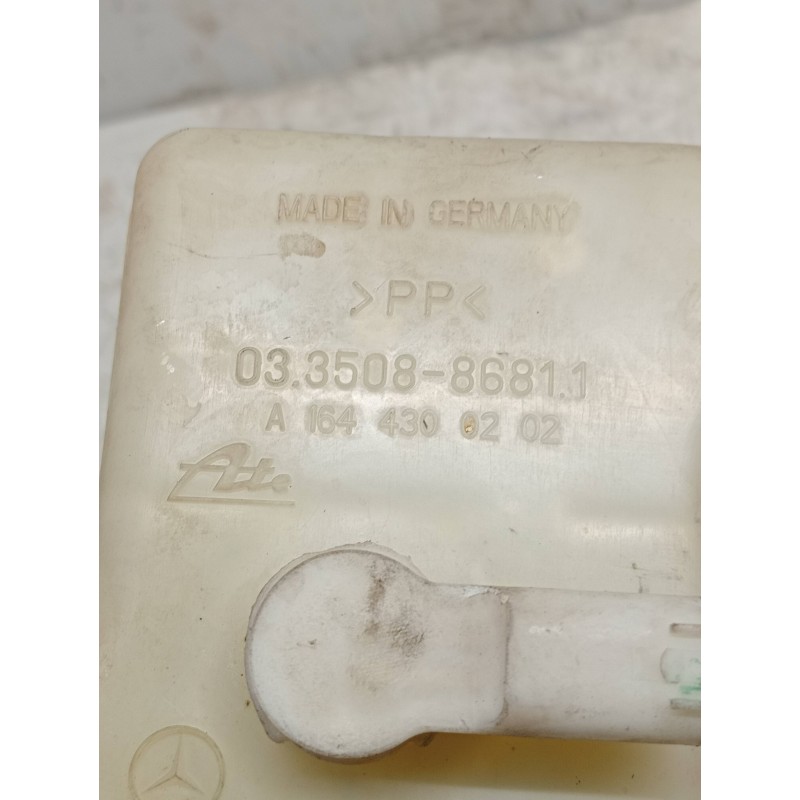 MADE IN GERMANY
>PP<
03.3508-8681.1
A 164 430 02 02
Ate